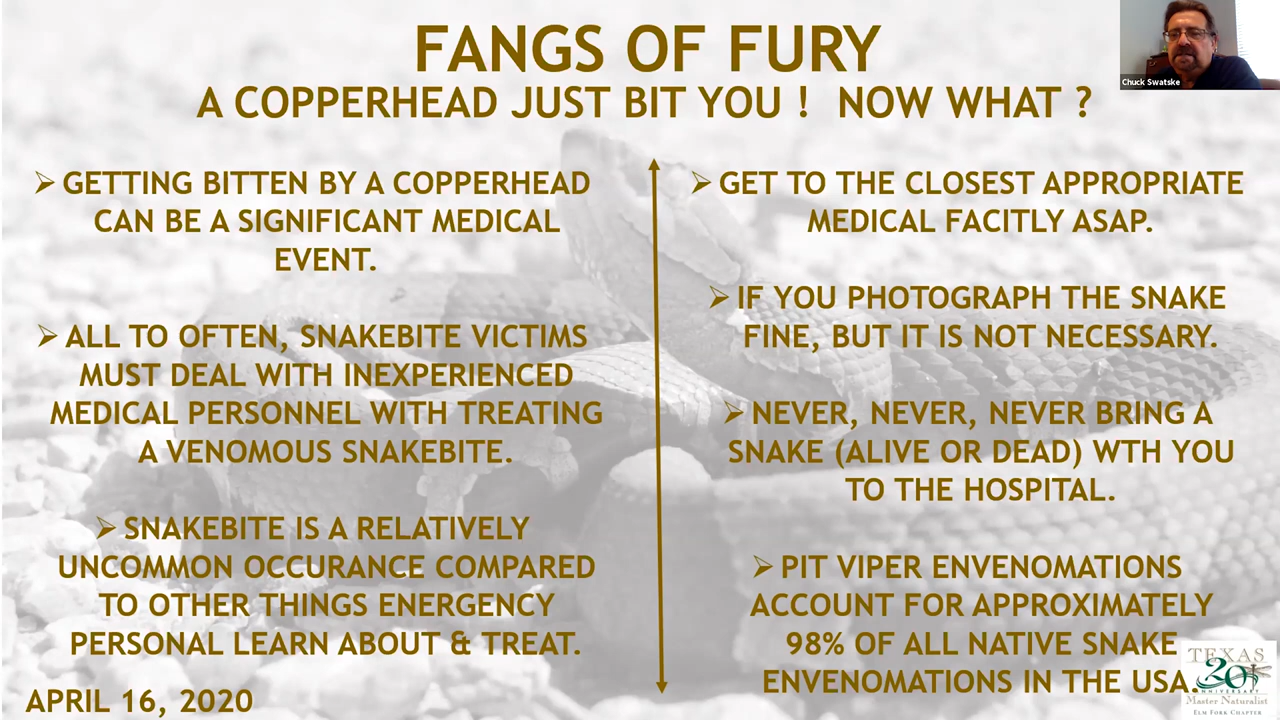 FANGS OF FURY
A COPPERHEAD JUST BIT YOU ! NOW WHAT ?
Chuck Swatske
➢ GETTING BITTEN BY A COPPERHEAD
CAN BE A SIGNIFICANT MEDICAL
EVENT.
➢ ALL TO OFTEN, SNAKEBITE VICTIMS
MUST DEAL WITH INEXPERIENCED
MEDICAL PERSONNEL WITH TREATING
A VENOMOUS SNAKEBITE.
➢ SNAKEBITE IS A RELATIVELY
UNCOMMON OCCURANCE COMPARED
TO OTHER THINGS ENERGENCY
PERSONAL LEARN ABOUT & TREAT.
APRIL 16, 2020
➢ GET TO THE CLOSEST APPROPRIATE
MEDICAL FACITLY ASAP.
➢ IF YOU PHOTOGRAPH THE SNAKE
FINE, BUT IT IS NOT NECESSARY.
➢ NEVER, NEVER, NEVER BRING A
SNAKE (ALIVE OR DEAD) WTH YOU
TO THE HOSPITAL.
➢ PIT VIPER ENVENOMATIONS
ACCOUNT FOR APPROXIMATELY
98% OF ALL NATIVE SNAKE
ENVENOMATIONS IN THE USA.
TEXAS
20
ANNIVERSARY
Master Naturalist
ELM FORK CHAPTER